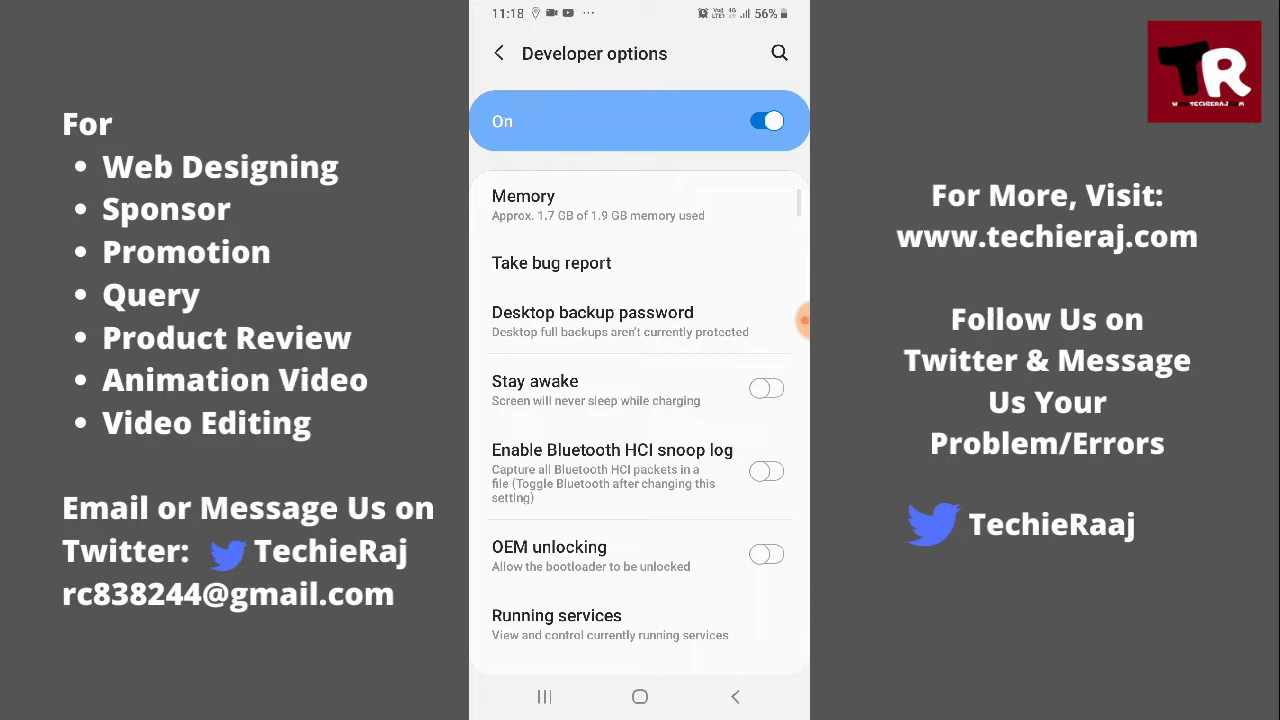 For
• Web Designing
• Sponsor
• Promotion
• Query
• Product Review
• Animation Video
• Video Editing
Email or Message Us on
Twitter: TechieRaj
rc838244@gmail.com
11:18 ··· 56%
Developer options
On
Memory
Approx. 1.7 GB of 1.9 GB memory used
Take bug report
Desktop backup password
Desktop full backups aren't currently protected
Stay awake
Screen will never sleep while charging
Enable Bluetooth HCI snoop log
Capture all Bluetooth HCI packets in a
file (Toggle Bluetooth after changing this
setting)
OEM unlocking
Allow the bootloader to be unlocked
Running services
View and control currently running services
TR
WWW.TECHIERAJ.COM
For More, Visit:
www.techieraj.com
Follow Us on
Twitter & Message
Us Your
Problem/Errors
TechieRaaj